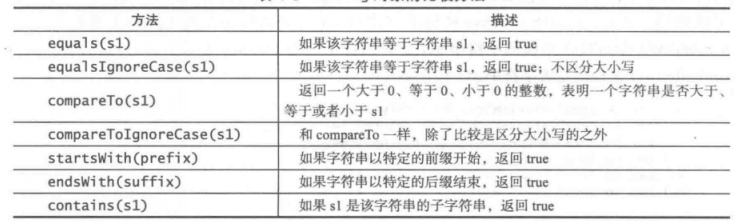 方法 描述
equals(s1) 如果该字符串等于字符串 s1，返回 true
equalsIgnoreCase(s1) 如果该字符串等于字符串 s1，返回 true；不区分大小写
compareTo(s1) 返回一个大于 0、等于 0、小于 0 的整数，表明一个字符串是否大于、
等于或者小于 s1
compareToIgnoreCase(s1) 和 compareTo 一样，除了比较是区分大小写的之外
startsWith(prefix) 如果字符串以特定的前缀开始，返回 true
endsWith(suffix) 如果字符串以特定的后缀结束，返回 true
contains(s1) 如果 s1 是该字符串的子字符串，返回 true